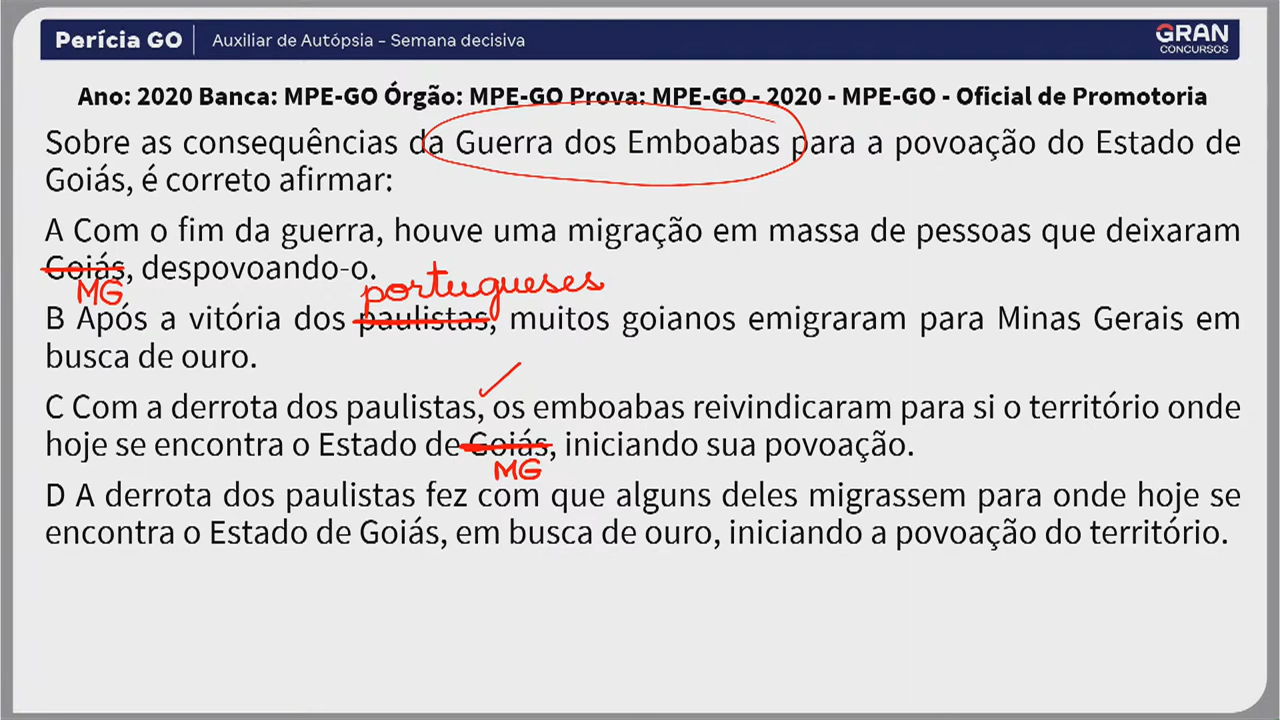 Perícia GO Auxiliar de Autópsia – Semana decisiva GRAN
CONCURSOS
Ano: 2020 Banca: MPE-GO Órgão: MPE-GO Prova: MPE-GO - 2020 - MPE-GO - Oficial de Promotoria
Sobre as consequências da Guerra dos Emboabas para a povoação do Estado de
Goiás, é correto afirmar:
A Com o fim da guerra, houve uma migração em massa de pessoas que deixaram
Goiás, despovoando-o.
MG portugueses
B Após a vitória dos paulistas, muitos goianos emigraram para Minas Gerais em
busca de ouro.
C Com a derrota dos paulistas, os emboabas reivindicaram para si o território onde
hoje se encontra o Estado de Goiás, iniciando sua povoação.
MG
D A derrota dos paulistas fez com que alguns deles migrassem para onde hoje se
encontra o Estado de Goiás, em busca de ouro, iniciando a povoação do território.